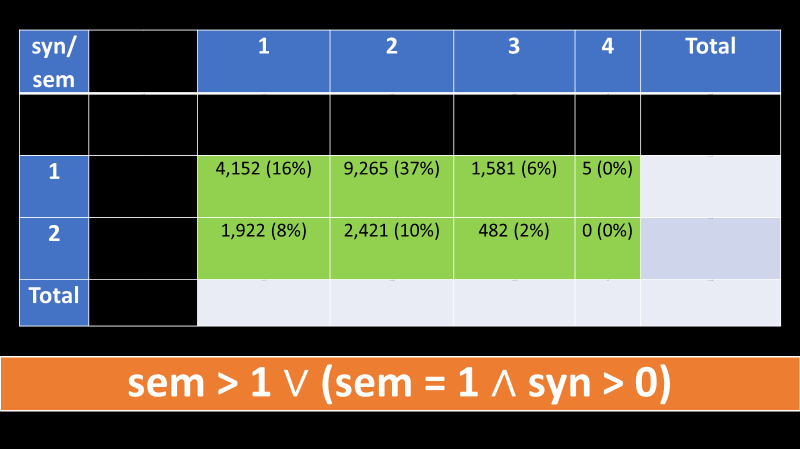 syn/ 1 2 3 4 Total
sem
1 4,152 (16%) 9,265 (37%) 1,581 (6%) 5 (0%)
2 1,922 (8%) 2,421 (10%) 482 (2%) 0 (0%)
Total
sem > 1 ∨ (sem = 1 ∧ syn > 0)